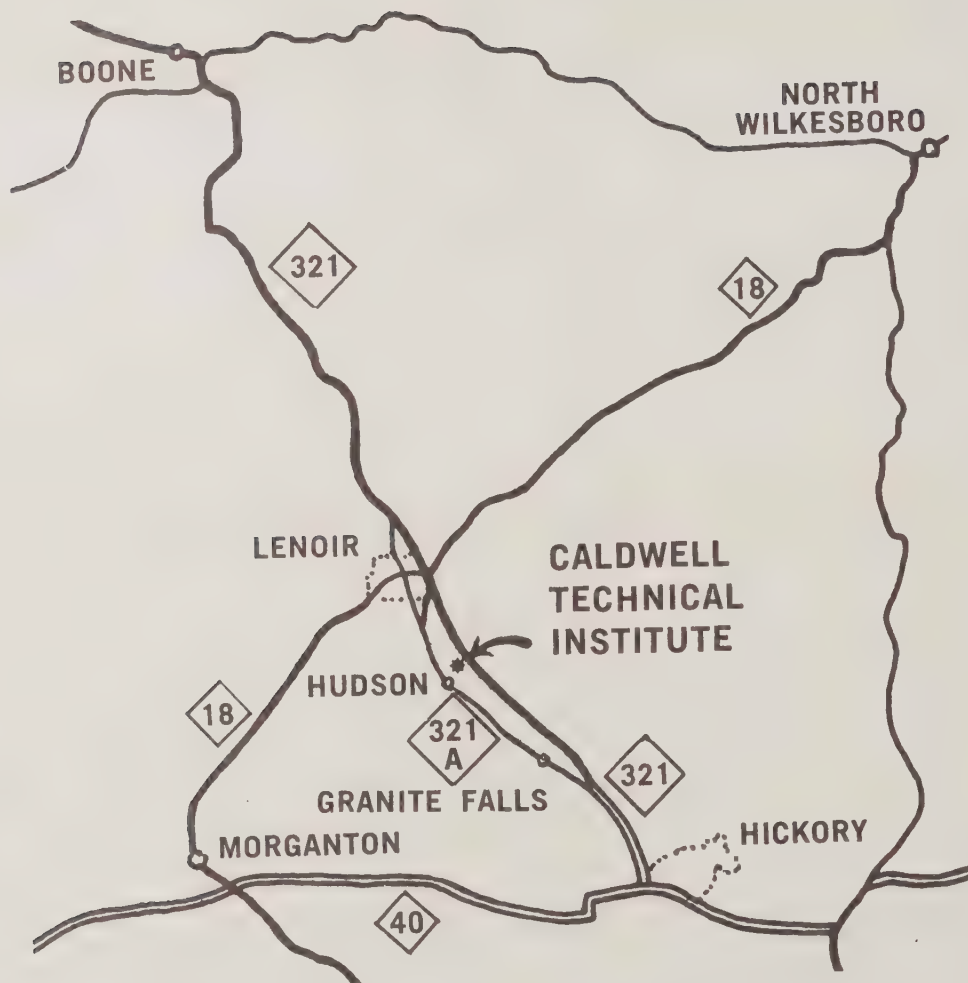 BOONE
NORTH
WILKESBORO
321
18
LENOIR
CALDWELL
TECHNICAL
INSTITUTE
HUDSON
18
321
A
321
GRANITE FALLS
HICKORY
MORGANTON
40